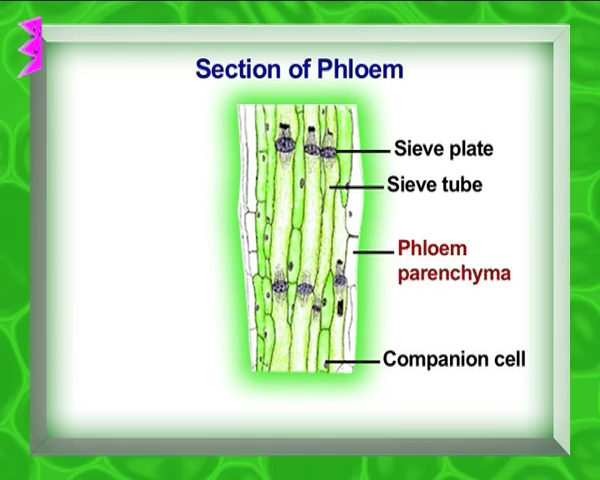 Section of Phloem
Sieve plate
Sieve tube
Phloem
parenchyma
Companion cell